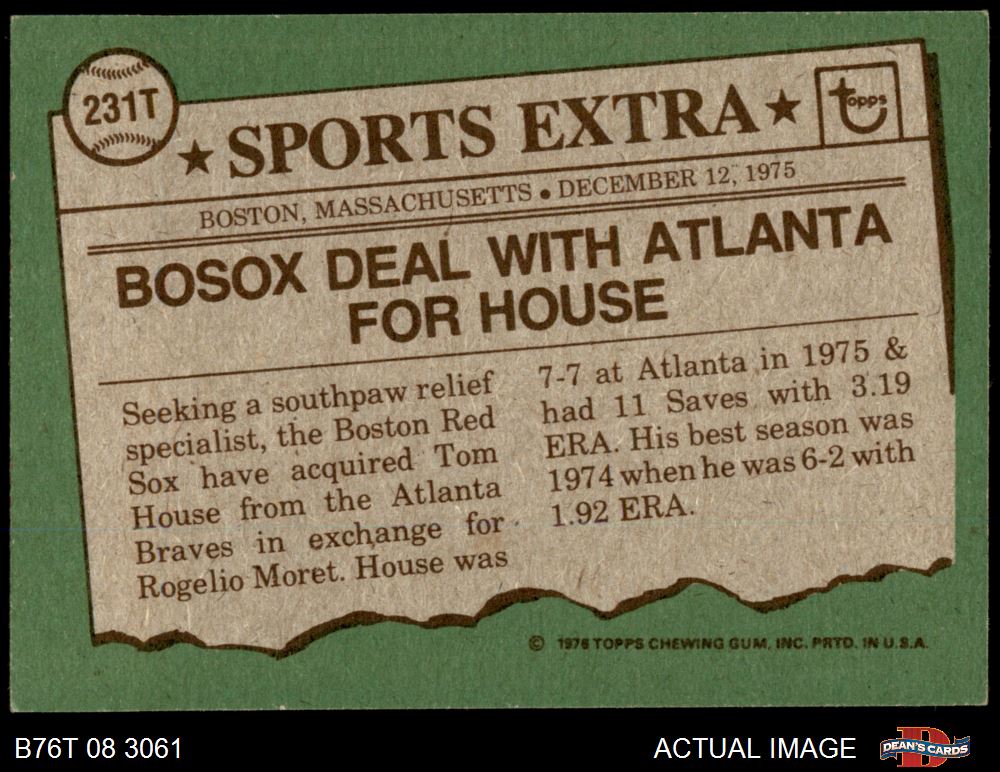 231T
★ SPORTS EXTRA ★
topps
BOSTON, MASSACHUSETTS • DECEMBER 12, 1975
BOSOX DEAL WITH ATLANTA
FOR HOUSE
Seeking a southpaw relief
specialist, the Boston Red
Sox have acquired Tom
House from the Atlanta
Braves in exchange for
Rogelio Moret. House was
7-7 at Atlanta in 1975 &
had 11 Saves with 3.19
ERA. His best season was
1974 when he was 6-2 with
1.92 ERA.
© 1976 TOPPS CHEWING GUM, INC. PRTD. IN U.S.A.
B76T 08 3061
ACTUAL IMAGE
D
DEAN'S CARDS